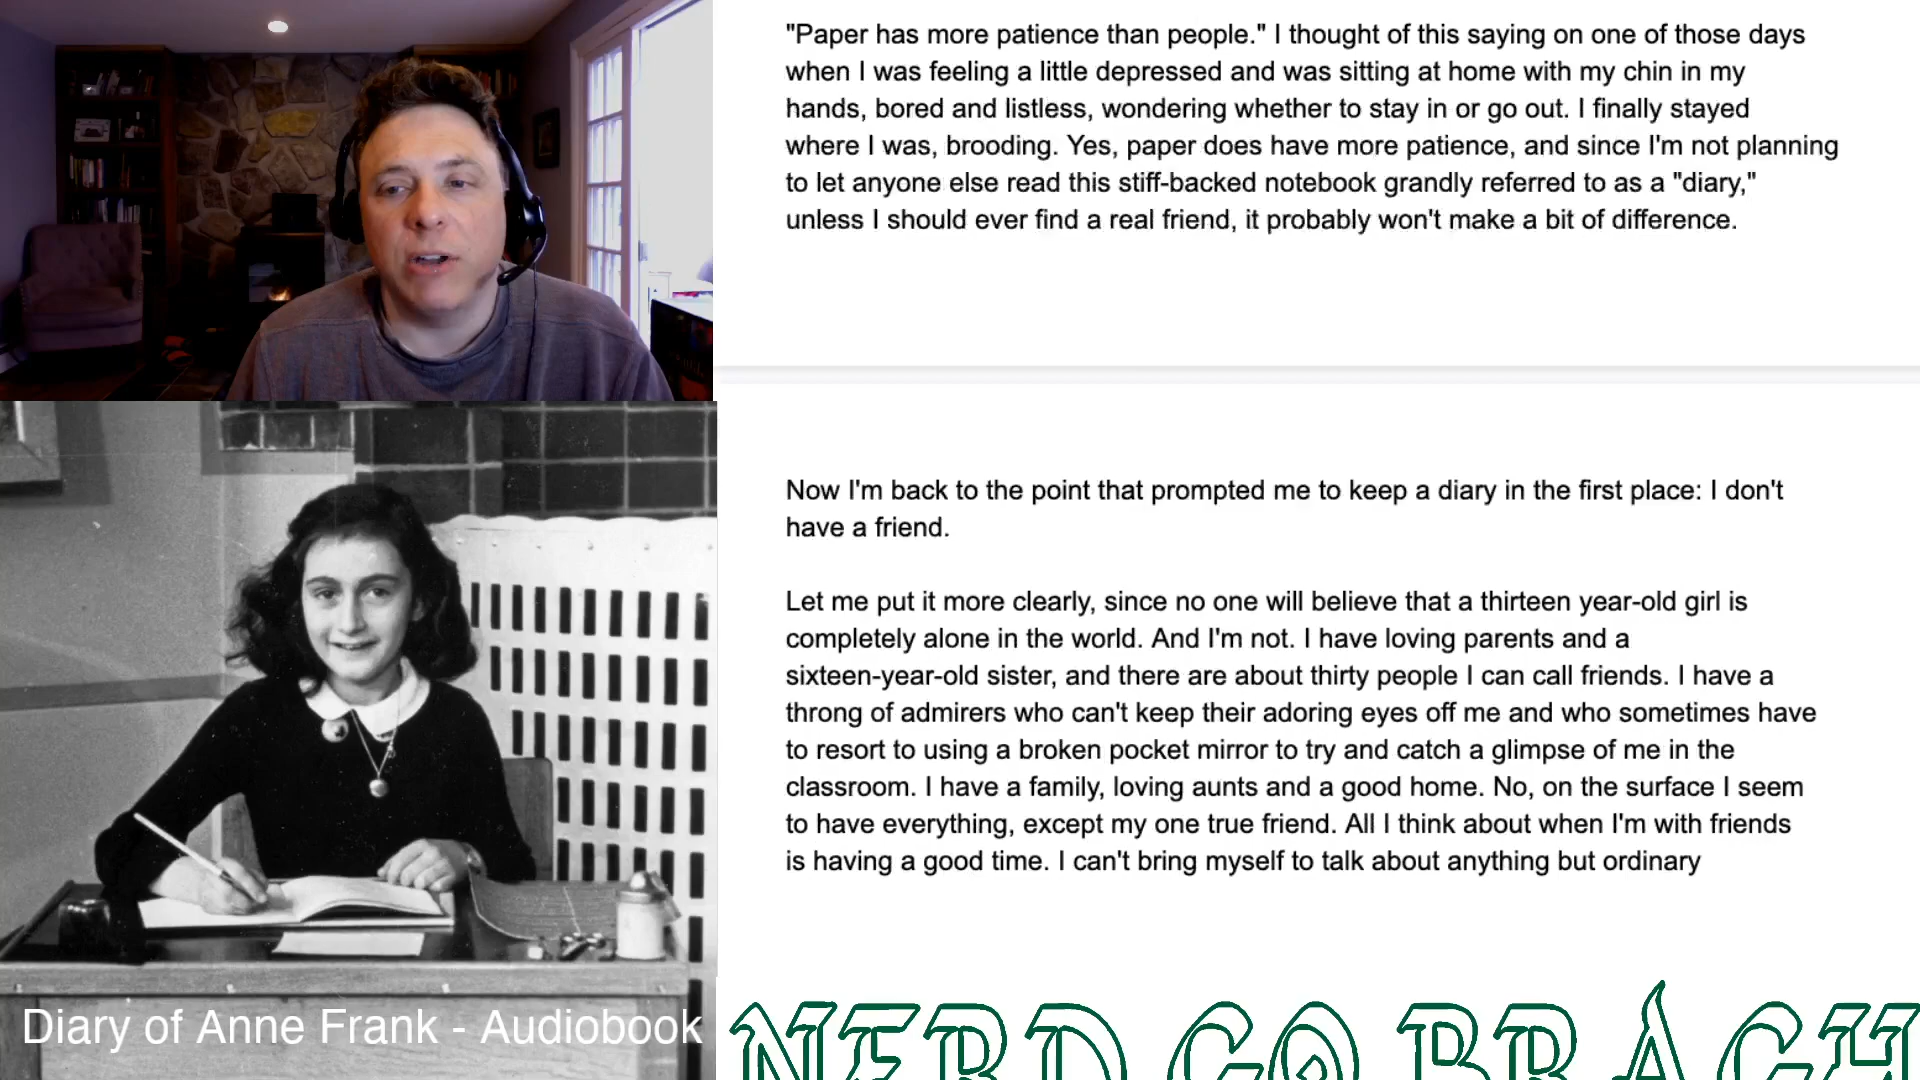 "Paper has more patience than people." I thought of this saying on one of those days
when I was feeling a little depressed and was sitting at home with my chin in my
hands, bored and listless, wondering whether to stay in or go out. I finally stayed
where I was, brooding. Yes, paper does have more patience, and since I'm not planning
to let anyone else read this stiff-backed notebook grandly referred to as a "diary,"
unless I should ever find a real friend, it probably won't make a bit of difference.
Now I'm back to the point that prompted me to keep a diary in the first place: I don't
have a friend.
Let me put it more clearly, since no one will believe that a thirteen year-old girl is
completely alone in the world. And I'm not. I have loving parents and a
sixteen-year-old sister, and there are about thirty people I can call friends. I have a
throng of admirers who can't keep their adoring eyes off me and who sometimes have
to resort to using a broken pocket mirror to try and catch a glimpse of me in the
classroom. I have a family, loving aunts and a good home. No, on the surface I seem
to have everything, except my one true friend. All I think about when I'm with friends
is having a good time. I can't bring myself to talk about anything but ordinary
Diary of Anne Frank - Audiobook
NERD GO BRAGH